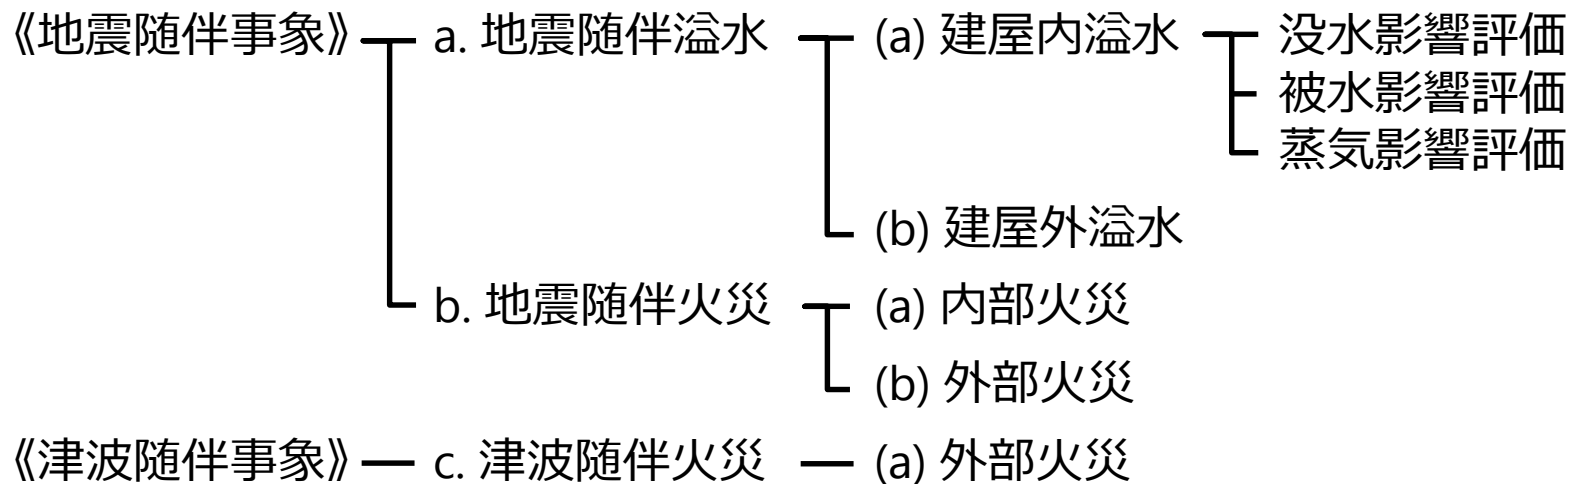 《地震随伴事象》 a. 地震随伴溢水 (a) 建屋内溢水 没水影響評価
被水影響評価
蒸気影響評価
(b) 建屋外溢水
b. 地震随伴火災 (a) 内部火災
(b) 外部火災
《津波随伴事象》 c. 津波随伴火災 (a) 外部火災